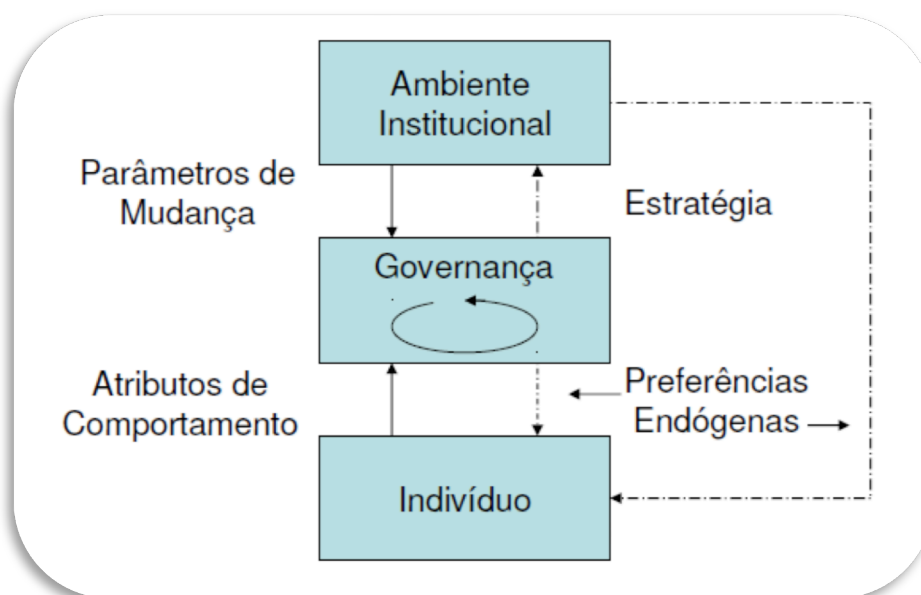 Ambiente
Institucional
Parâmetros de
Mudança
Estratégia
Governança
Atributos de
Comportamento
Preferências
Endógenas
Indivíduo